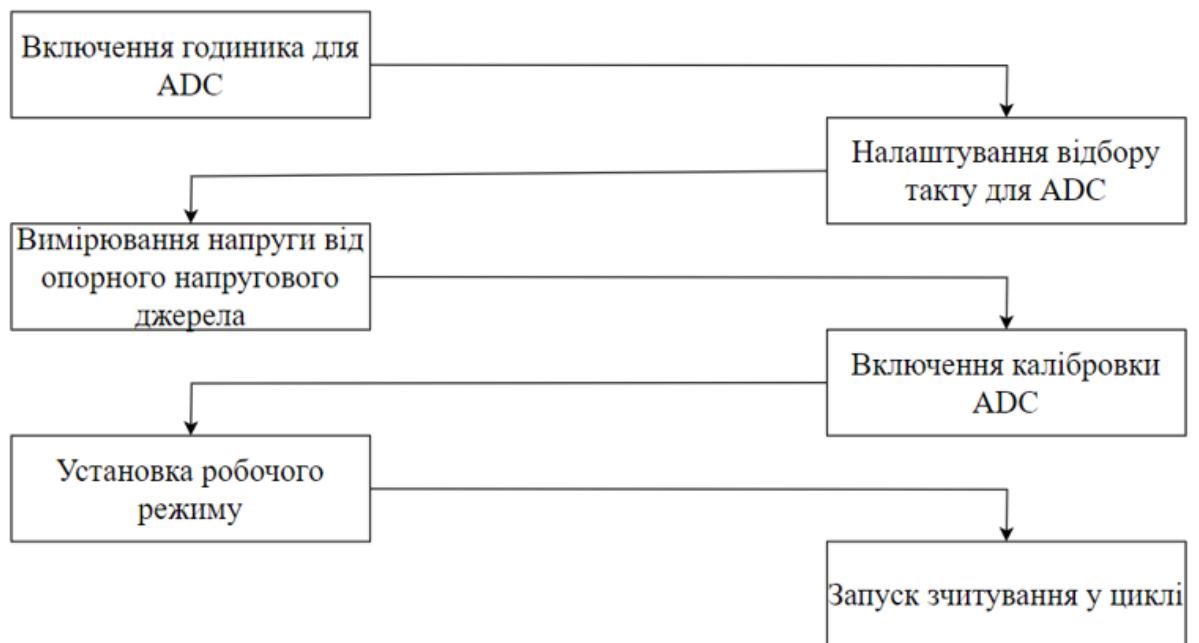 Включення годиника для
ADC
Налаштування відбору
такту для ADC
Вимірювання напруги від
опорного напругового
джерела
Включення калібровки
ADC
Установка робочого
режиму
Запуск зчитування у циклі